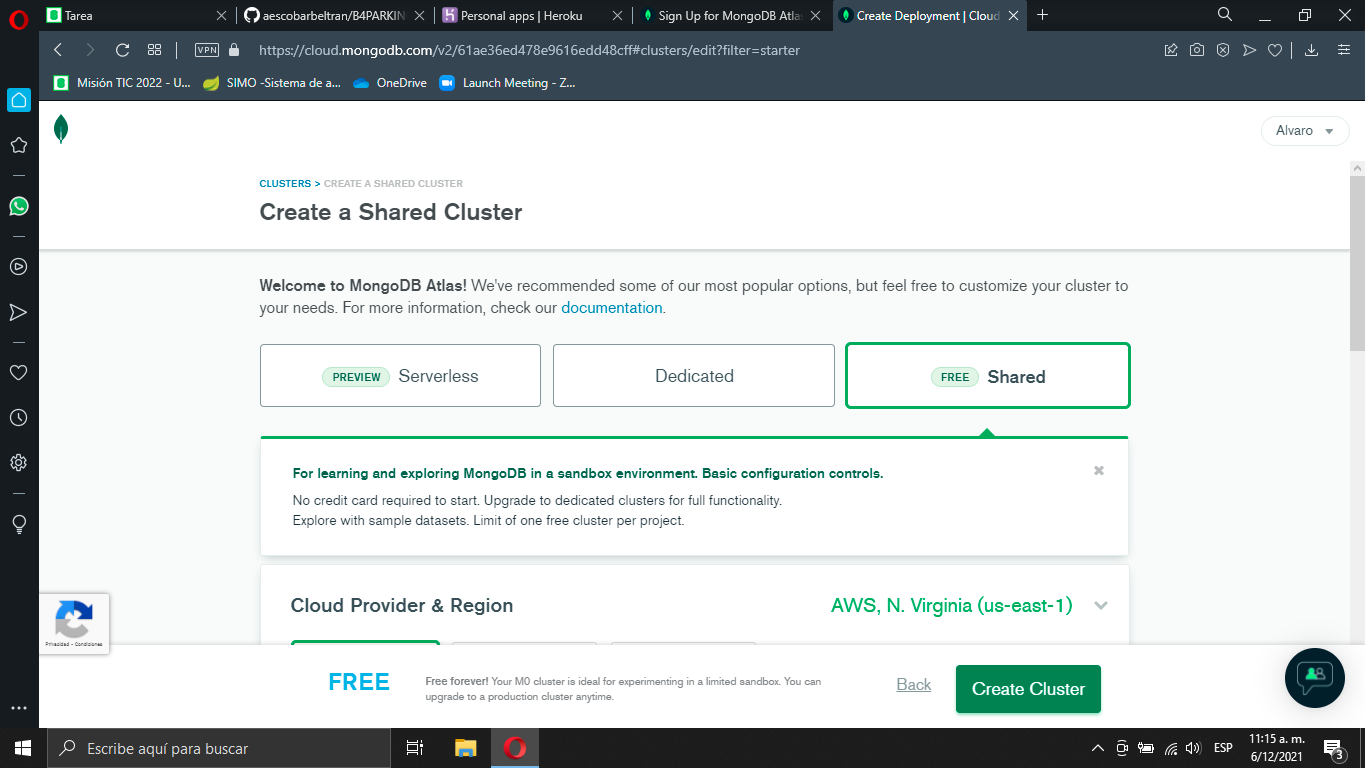 Tarea
aescobarbeltran/B4PARKIN
Personal apps | Heroku
Sign Up for MongoDB Atla
Create Deployment | Cloud
VPN
https://cloud.mongodb.com/v2/61ae36ed478e9616edd48cff#clusters/edit?filter=starter
Misión TIC 2022 - U...
SIMO -Sistema de a...
OneDrive
Launch Meeting - Z...
Alvaro
CLUSTERS > CREATE A SHARED CLUSTER
Create a Shared Cluster
Welcome to MongoDB Atlas! We've recommended some of our most popular options, but feel free to customize your cluster to
your needs. For more information, check our documentation.
PREVIEW Serverless
Dedicated
FREE Shared
For learning and exploring MongoDB in a sandbox environment. Basic configuration controls.
No credit card required to start. Upgrade to dedicated clusters for full functionality.
Explore with sample datasets. Limit of one free cluster per project.
Cloud Provider & Region
AWS, N. Virginia (us-east-1)
Privacidad - Condiciones
FREE
Free forever! Your M0 cluster is ideal for experimenting in a limited sandbox. You can
upgrade to a production cluster anytime.
Back
Create Cluster
Escribe aquí para buscar
ESP
11:15 a. m.
6/12/2021
3